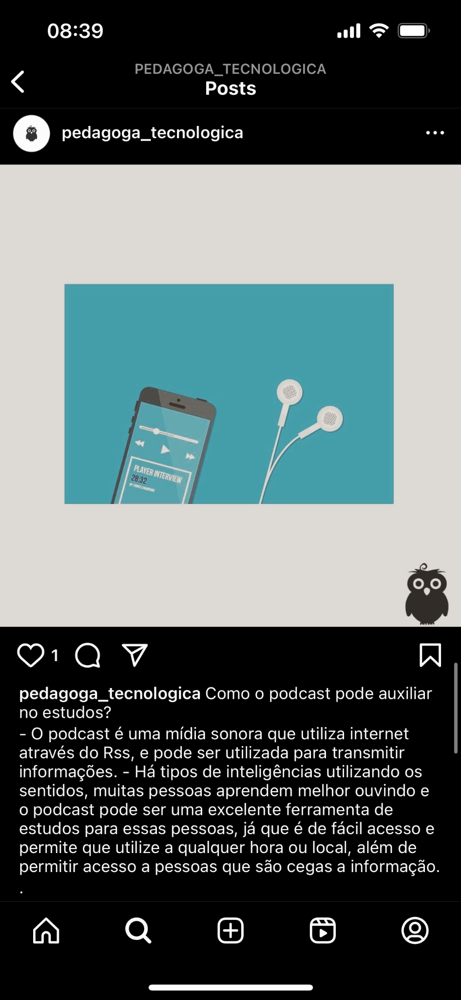 08:39
PEDAGOGA_TECNOLOGICA
Posts
pedagoga_tecnologica
PLAYER INTERVIEW
28:32
BY THRICE CHAMPIONS
1
pedagoga_tecnologica Como o podcast pode auxiliar
no estudos?
- O podcast é uma mídia sonora que utiliza internet
através do Rss, e pode ser utilizada para transmitir
informações. - Há tipos de inteligências utilizando os
sentidos, muitas pessoas aprendem melhor ouvindo e
o podcast pode ser uma excelente ferramenta de
estudos para essas pessoas, já que é de fácil acesso e
permite que utilize a qualquer hora ou local, além de
permitir acesso a pessoas que são cegas a informação.
.